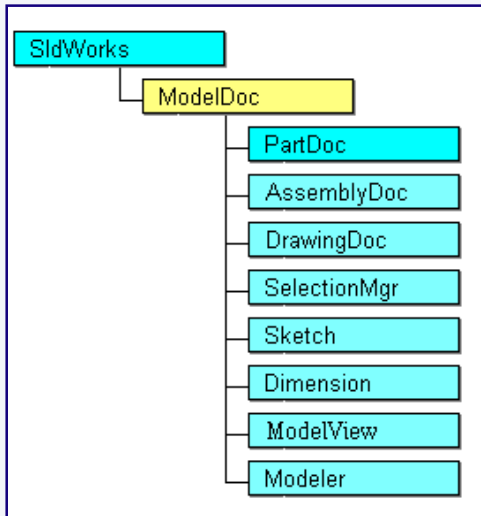 SldWorks
ModelDoc
PartDoc
AssemblyDoc
DrawingDoc
SelectionMgr
Sketch
Dimension
ModelView
Modeler